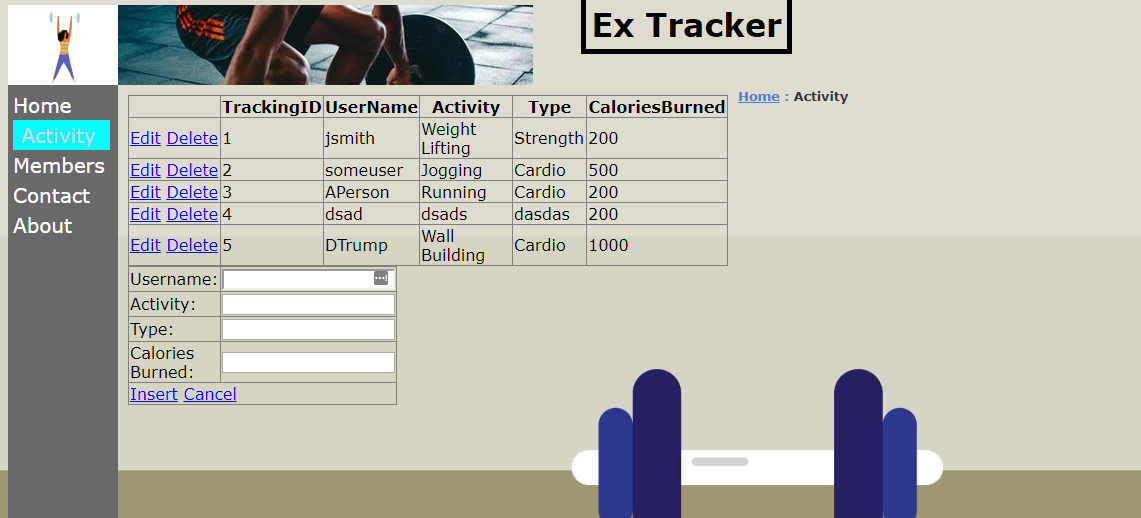 Ex Tracker
Home
Activity
Members
Contact
About
Home : Activity
TrackingID UserName Activity Type CaloriesBurned
Edit Delete 1 jsmith Weight Lifting Strength 200
Edit Delete 2 someuser Jogging Cardio 500
Edit Delete 3 APerson Running Cardio 200
Edit Delete 4 dsad dsads dasdas 200
Edit Delete 5 DTrump Wall Building Cardio 1000
Username:
Activity:
Type:
Calories
Burned:
Insert Cancel